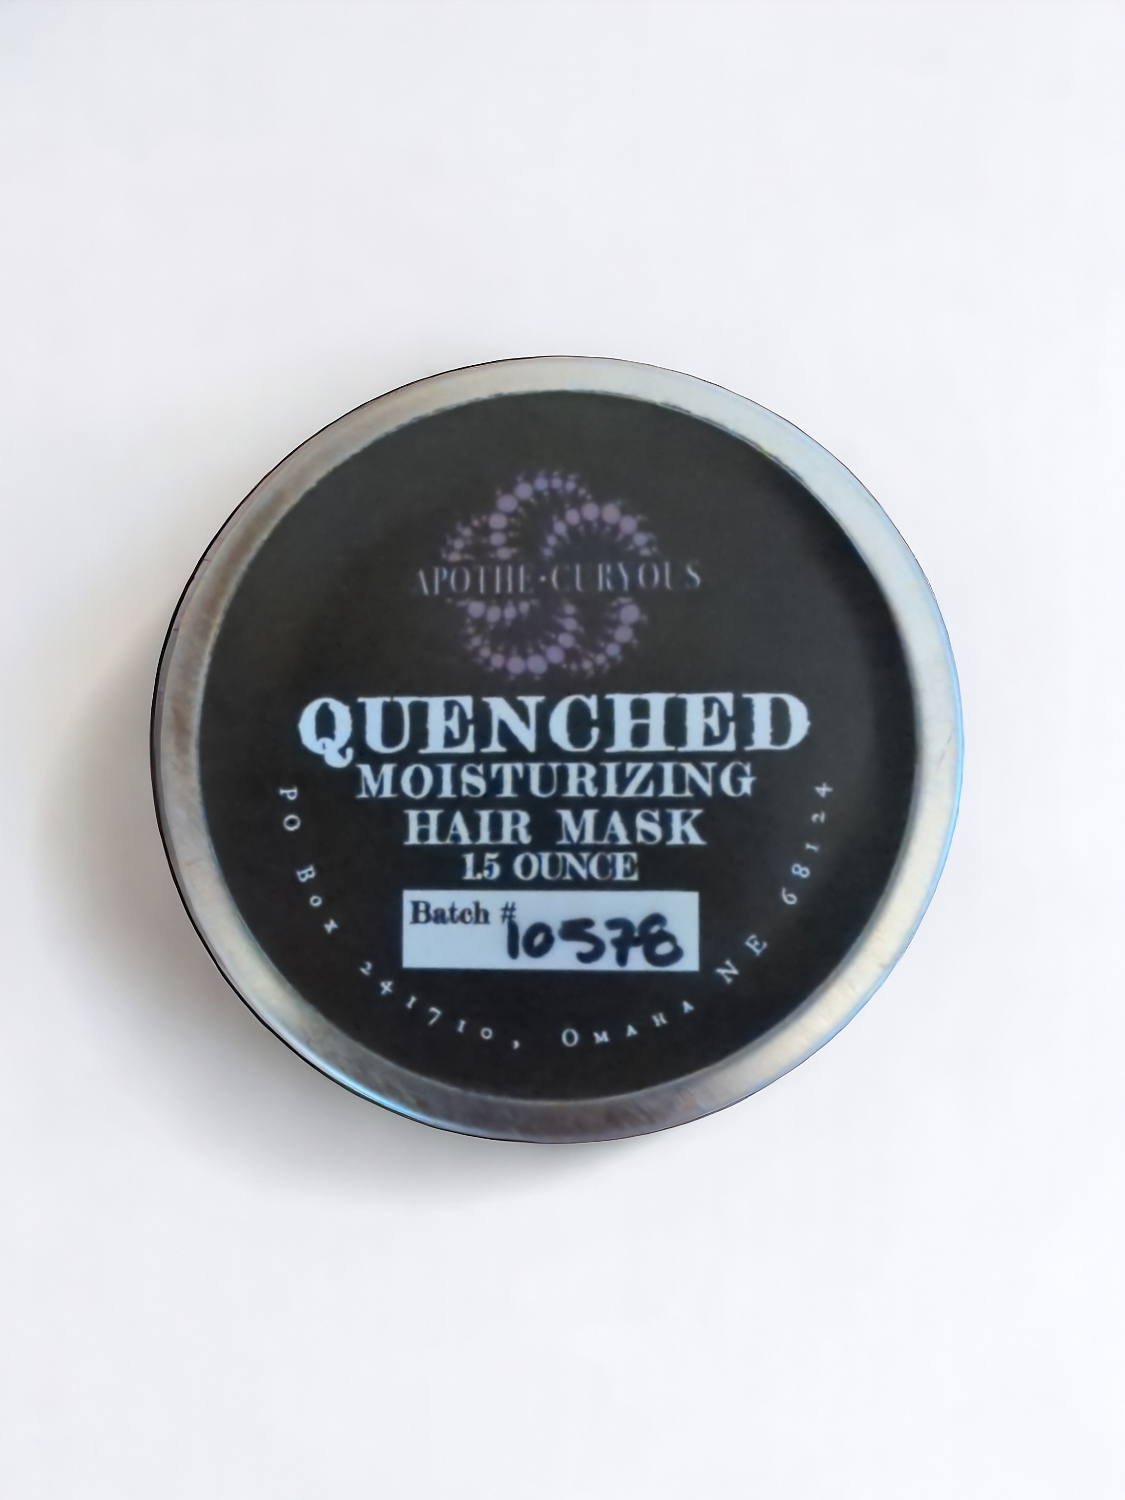 APOTHE·CURYOUS
QUENCHED
MOISTURIZING
HAIR MASK
1.5 OUNCE
Batch # 10578
PO Box 241710, Omaha NE 68124